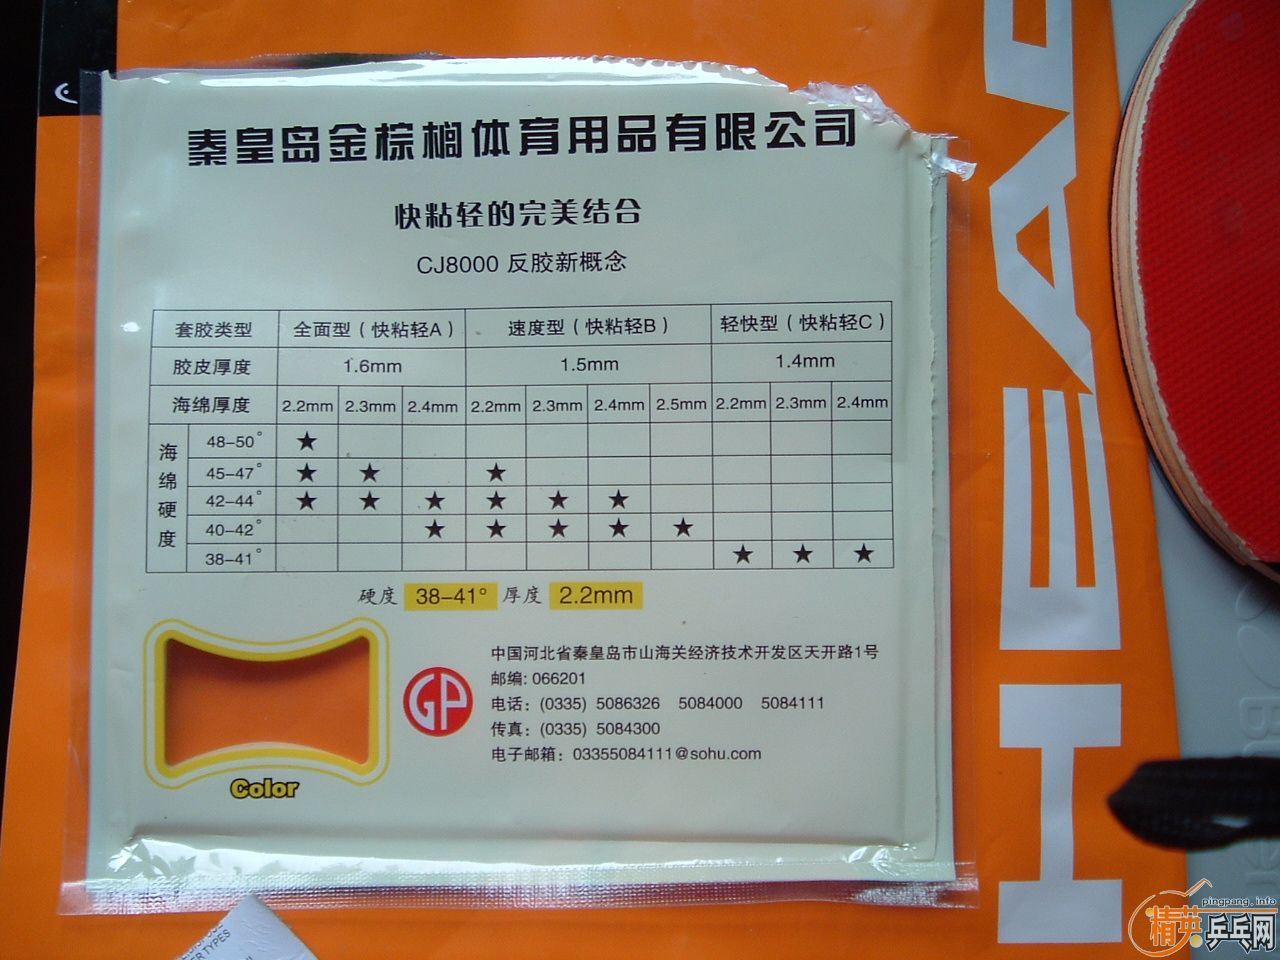 秦皇岛金棕榈体育用品有限公司
快粘轻的完美结合
CJ8000 反胶新概念
套胶类型 全面型（快粘轻A） 速度型（快粘轻B） 轻快型（快粘轻C）
胶皮厚度 1.6mm 1.5mm 1.4mm
海绵厚度 2.2mm 2.3mm 2.4mm 2.2mm 2.3mm 2.4mm 2.5mm 2.2mm 2.3mm 2.4mm
海绵硬度
48-50° ★
45-47° ★ ★ ★
42-44° ★ ★ ★ ★ ★ ★
40-42° ★ ★ ★ ★ ★
38-41° ★ ★ ★
硬度 38-41° 厚度 2.2mm
中国河北省秦皇岛市山海关经济技术开发区天开路1号
邮编: 066201
电话：(0335) 5086326 5084000 5084111
传真：(0335) 5084300
电子邮箱：03355084111@sohu.com
GP
Color
HEAD
ER TYPES
pingpang.info
精英乒乓网